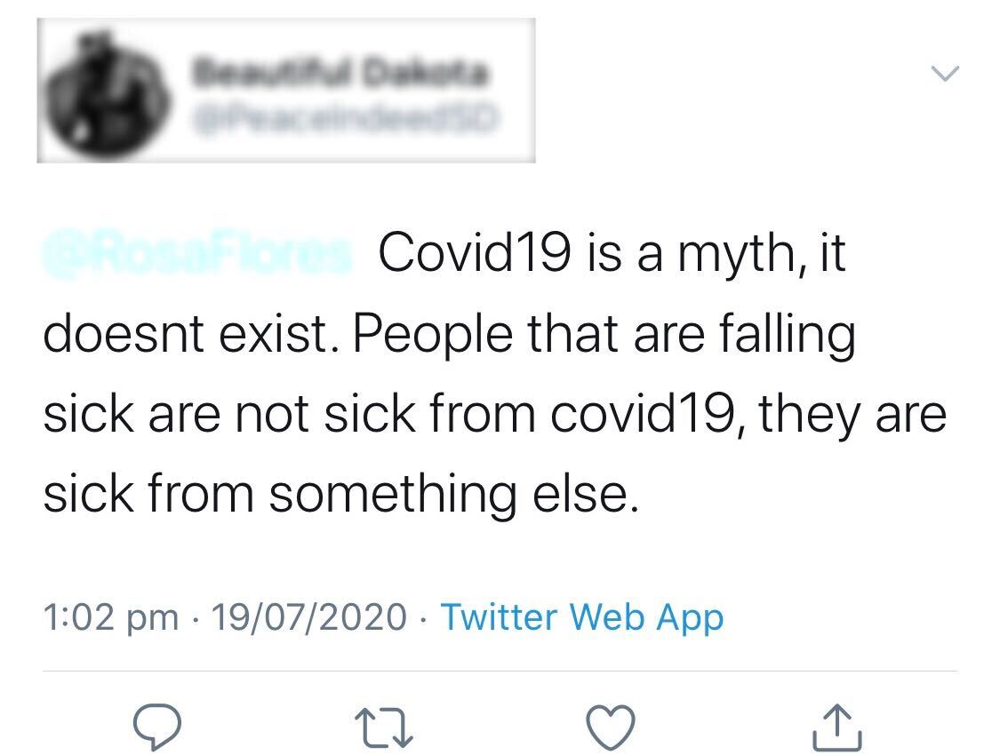 Beautiful Dakota
@PeaceIndeedSD
@RosaFlores Covid19 is a myth, it
doesnt exist. People that are falling
sick are not sick from covid19, they are
sick from something else.
1:02 pm · 19/07/2020 · Twitter Web App